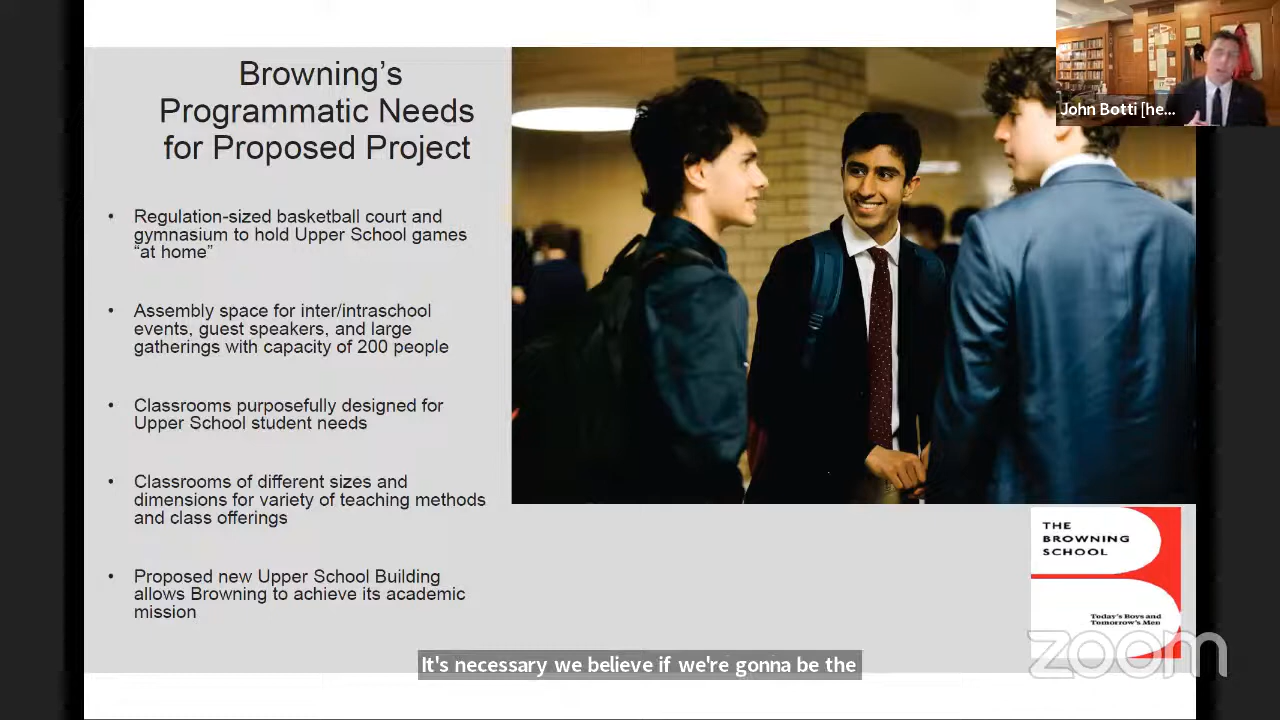 Browning’s
Programmatic Needs
for Proposed Project
• Regulation-sized basketball court and
gymnasium to hold Upper School games
“at home”
• Assembly space for inter/intraschool
events, guest speakers, and large
gatherings with capacity of 200 people
• Classrooms purposefully designed for
Upper School student needs
• Classrooms of different sizes and
dimensions for variety of teaching methods
and class offerings
• Proposed new Upper School Building
allows Browning to achieve its academic
mission
John Botti [he...
THE
BROWNING
SCHOOL
Today's Boys and
Tomorrow's Men
zoom
It's necessary we believe if we're gonna be the